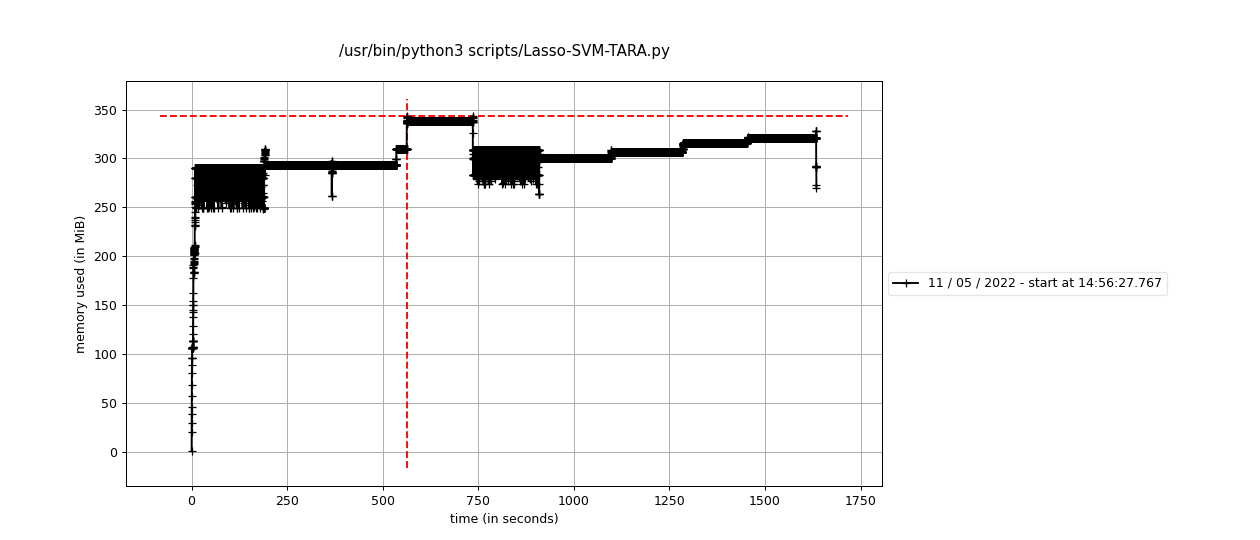 /usr/bin/python3 scripts/Lasso-SVM-TARA.py
memory used (in MiB)
350
300
250
200
150
100
50
0
0 250 500 750 1000 1250 1500 1750
time (in seconds)
11 / 05 / 2022 - start at 14:56:27.767